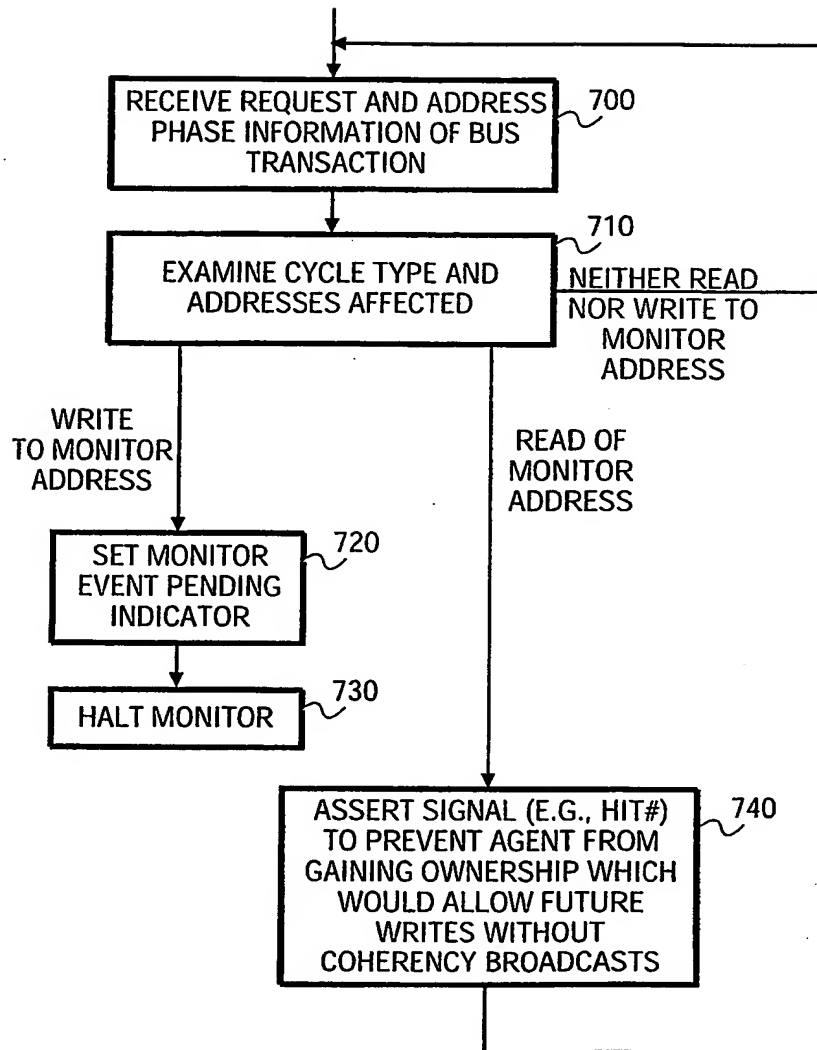 RECEIVE REQUEST AND ADDRESS
PHASE INFORMATION OF BUS
TRANSACTION
700
EXAMINE CYCLE TYPE AND
ADDRESSES AFFECTED
710
NEITHER READ
NOR WRITE TO
MONITOR
ADDRESS
WRITE
TO MONITOR
ADDRESS
READ OF
MONITOR
ADDRESS
SET MONITOR
EVENT PENDING
INDICATOR
720
HALT MONITOR
730
ASSERT SIGNAL (E.G., HIT#)
TO PREVENT AGENT FROM
GAINING OWNERSHIP WHICH
WOULD ALLOW FUTURE
WRITES WITHOUT
COHERENCY BROADCASTS
740